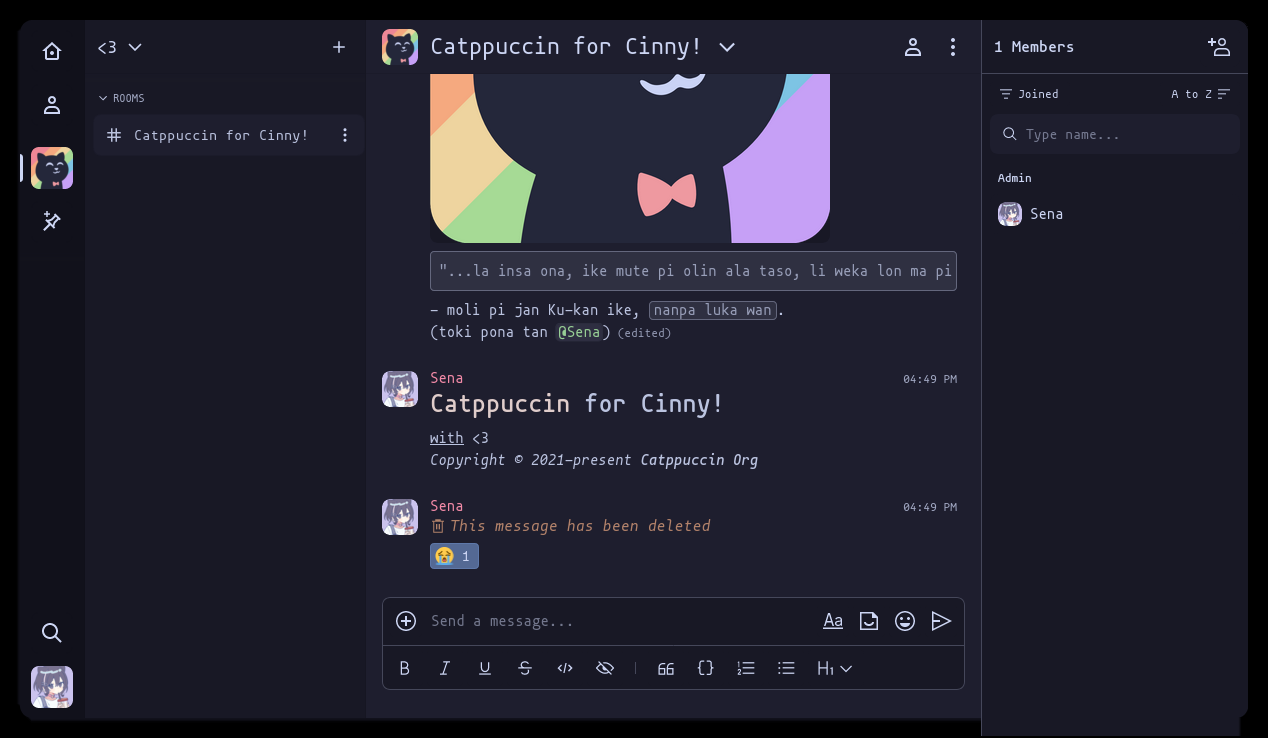 <3
ROOMS
Catppuccin for Cinny!
Catppuccin for Cinny!
"...la insa ona, ike mute pi olin ala taso, li weka lon ma pi
– moli pi jan Ku-kan ike, nanpa luka wan.
(toki pona tan @Sena) (edited)
Sena 04:49 PM
Catppuccin for Cinny!
with <3
Copyright © 2021-present Catppuccin Org
Sena 04:49 PM
This message has been deleted
1
Send a message...
Aa
B I U S H1
1 Members
Joined A to Z
Type name...
Admin
Sena